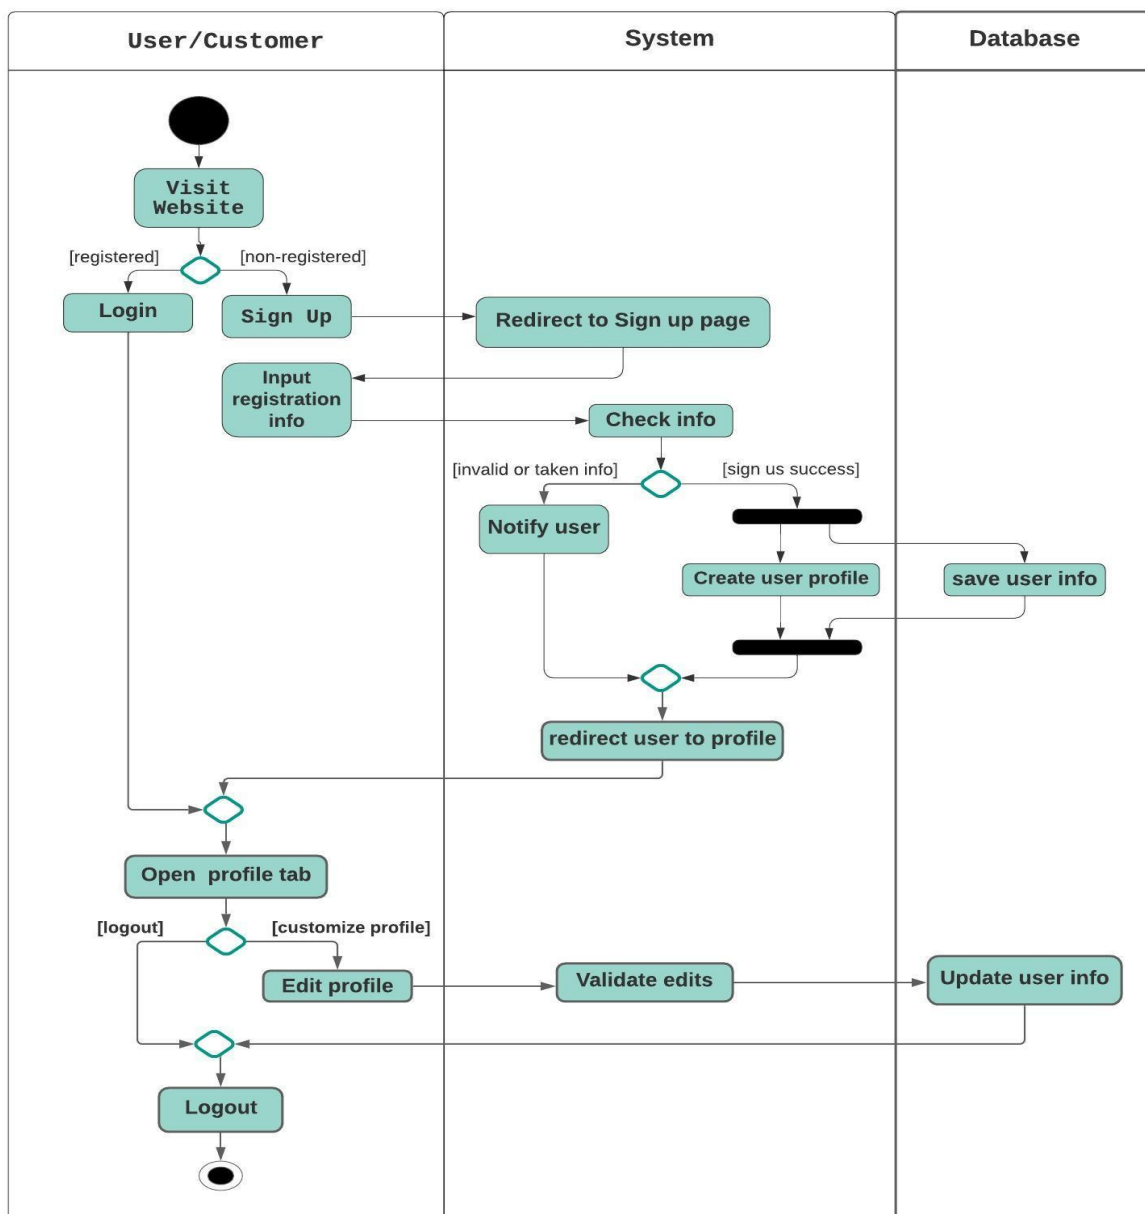 User/Customer
System
Database
Visit
Website
[registered]
[non-registered]
Login
Sign Up
Redirect to Sign up page
Input
registration
info
Check info
[invalid or taken info]
[sign us success]
Notify user
Create user profile
save user info
redirect user to profile
Open profile tab
[logout]
[customize profile]
Edit profile
Validate edits
Update user info
Logout